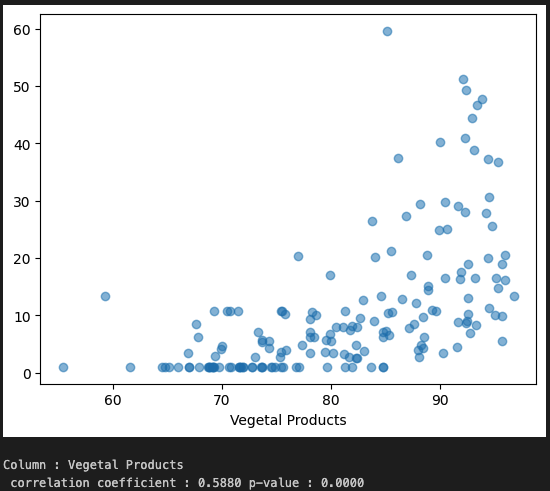 60
50
40
30
20
10
0
60 70 80 90
Vegetal Products
Column : Vegetal Products
correlation coefficient : 0.5880 p-value : 0.0000